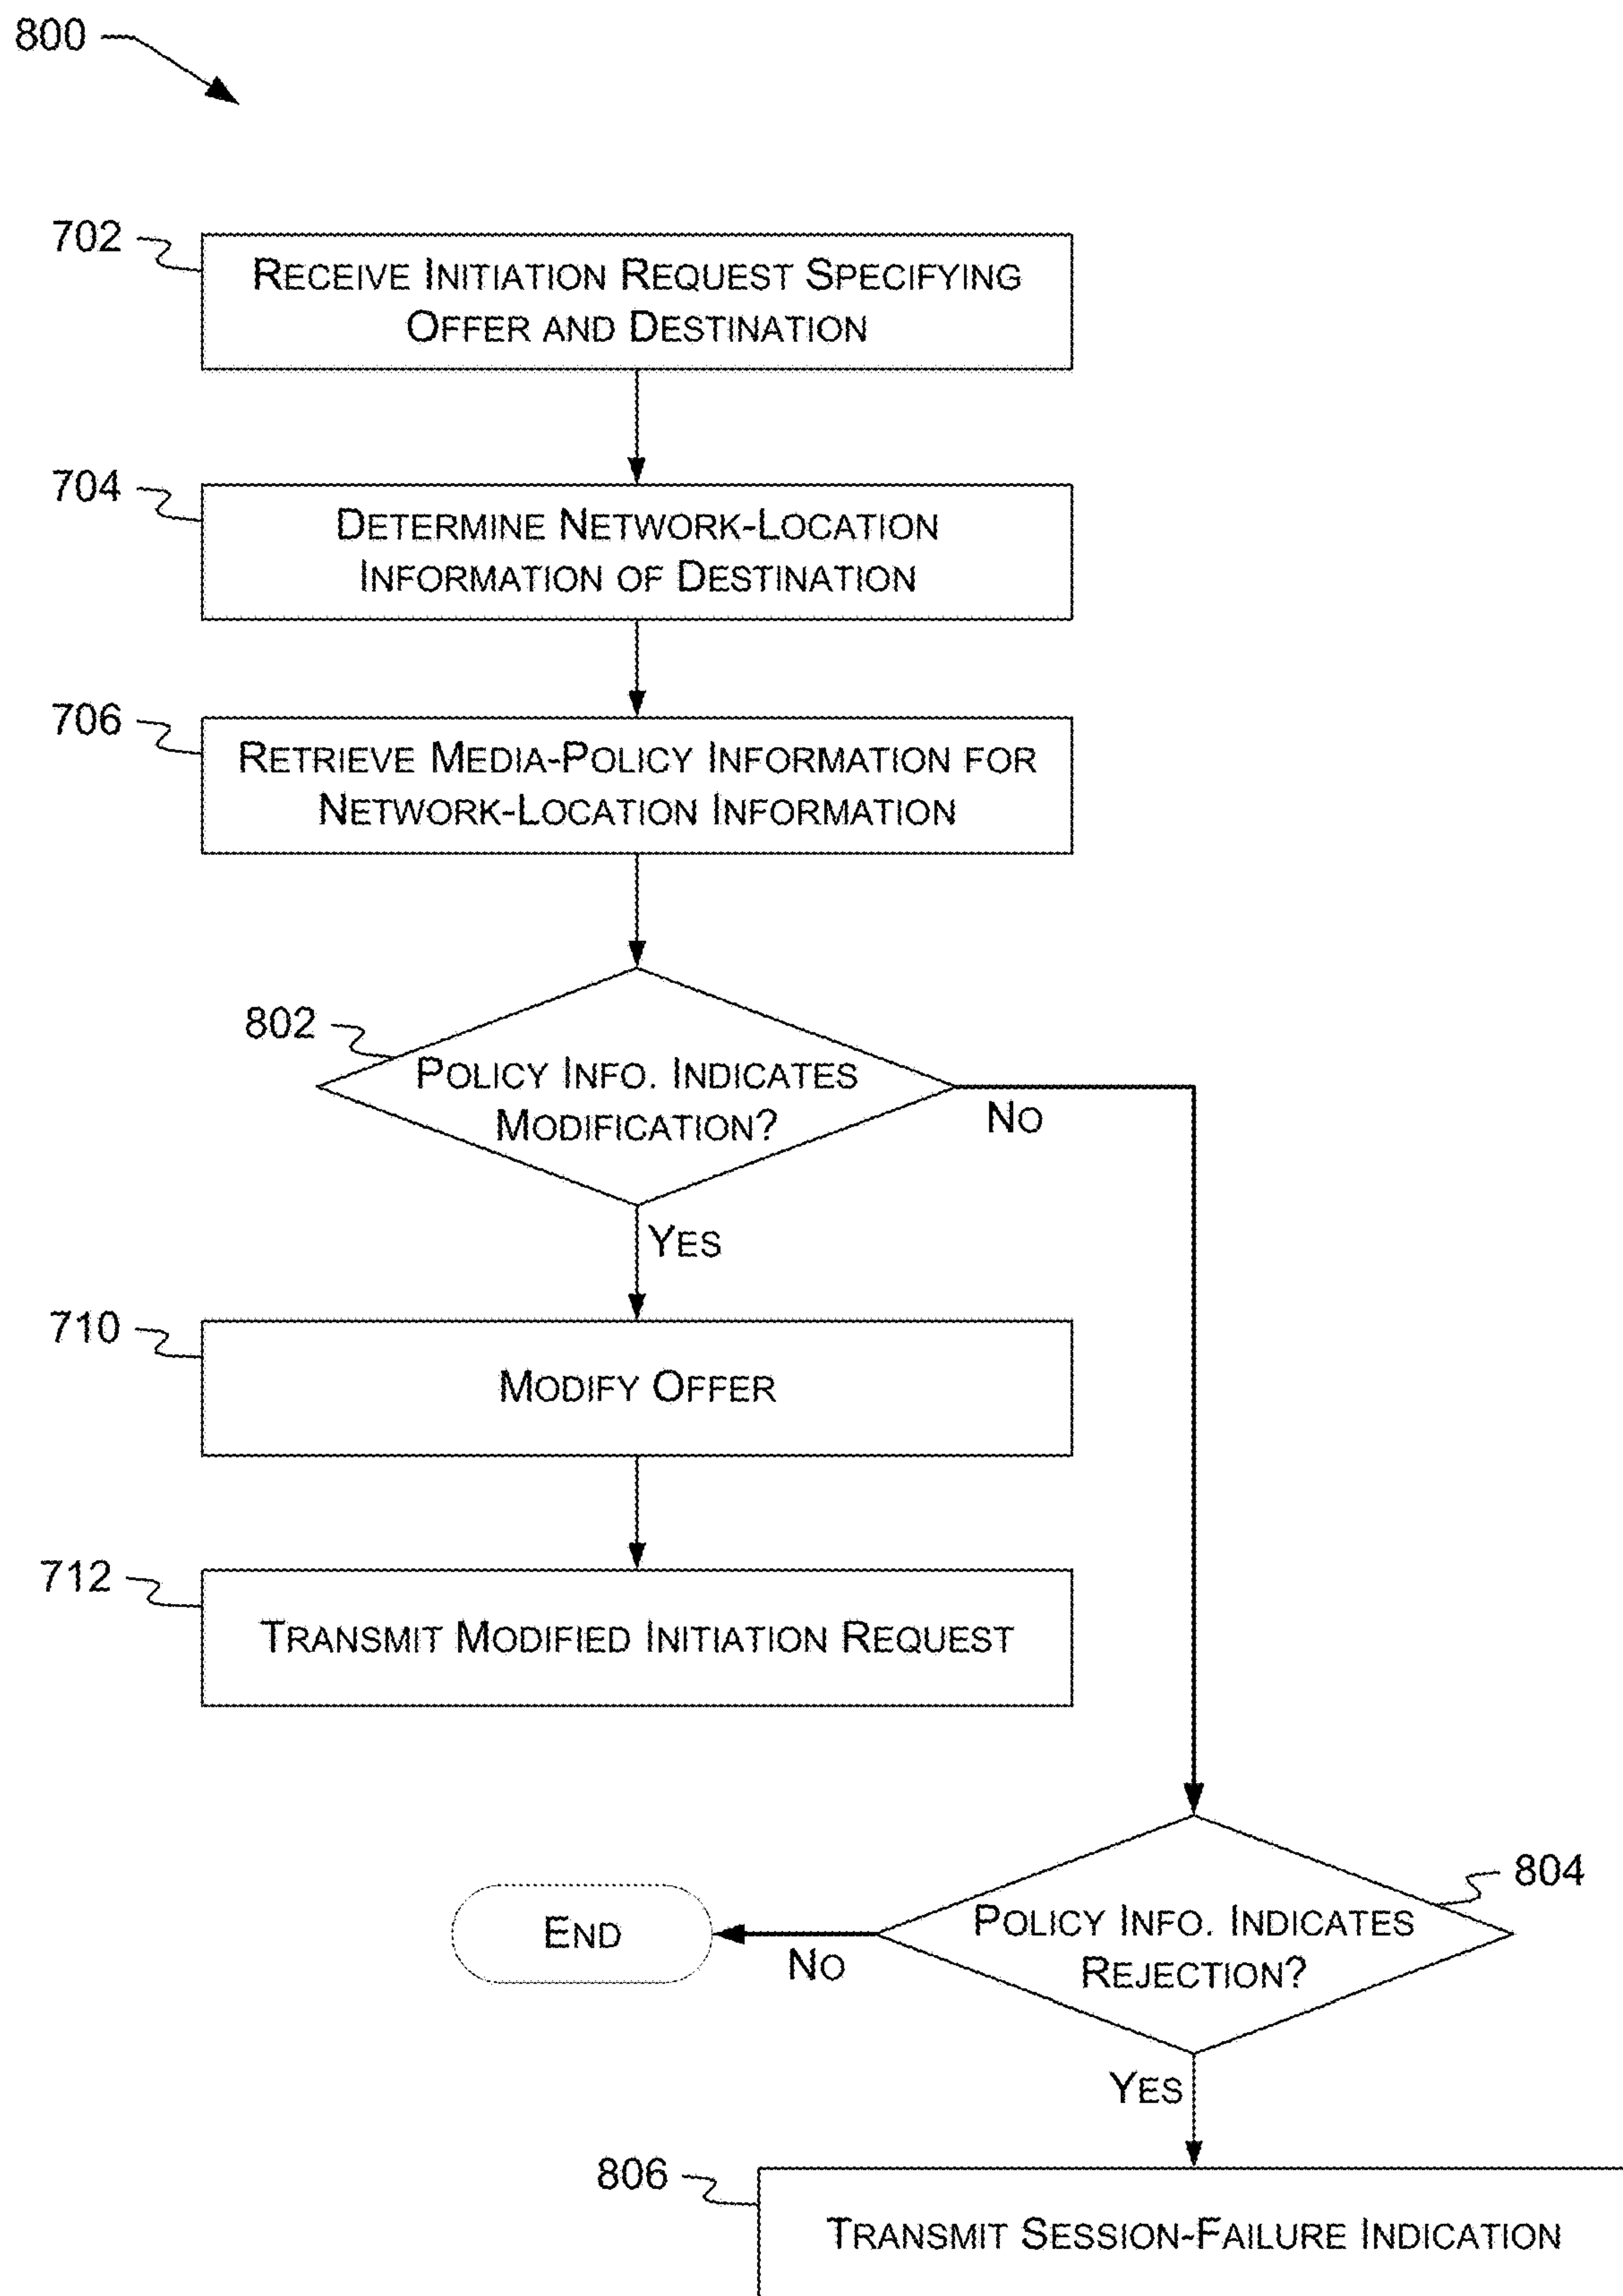 800
702
RECEIVE INITIATION REQUEST SPECIFYING
OFFER AND DESTINATION
704
DETERMINE NETWORK-LOCATION
INFORMATION OF DESTINATION
706
RETRIEVE MEDIA-POLICY INFORMATION FOR
NETWORK-LOCATION INFORMATION
802
POLICY INFO. INDICATES
MODIFICATION?
NO
YES
710
MODIFY OFFER
712
TRANSMIT MODIFIED INITIATION REQUEST
804
POLICY INFO. INDICATES
REJECTION?
NO
END
YES
806
TRANSMIT SESSION-FAILURE INDICATION